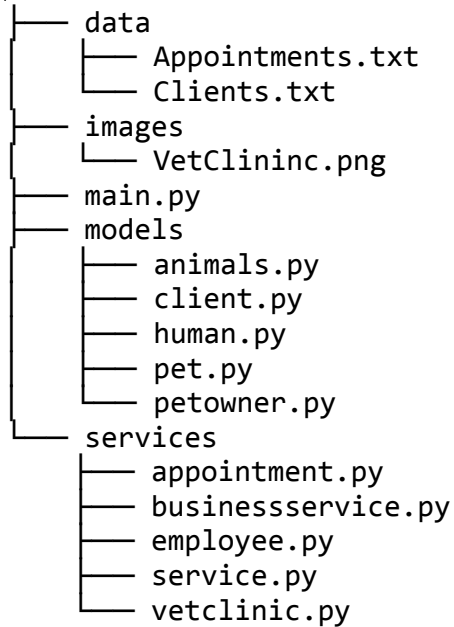 data
Appointments.txt
Clients.txt
images
VetClininc.png
main.py
models
animals.py
client.py
human.py
pet.py
petowner.py
services
appointment.py
businessservice.py
employee.py
service.py
vetclinic.py